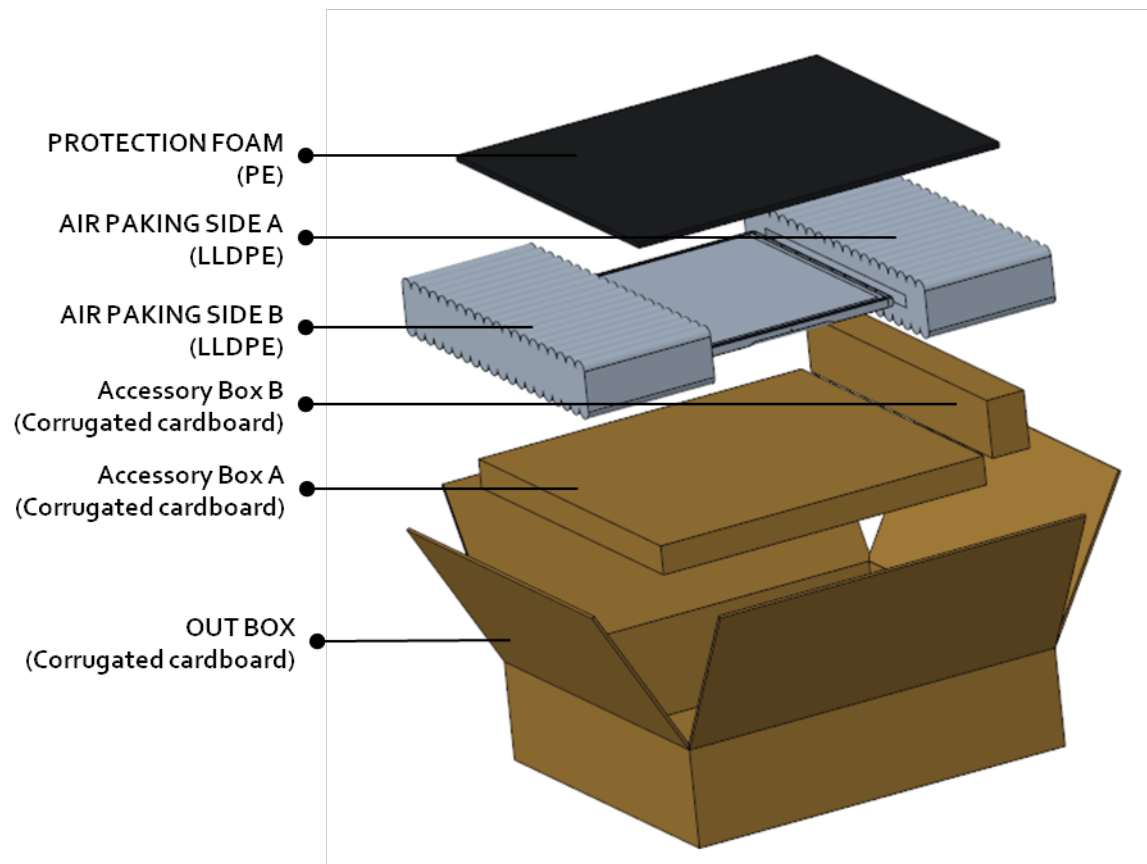 PROTECTION FOAM
(PE)
AIR PAKING SIDE A
(LLDPE)
AIR PAKING SIDE B
(LLDPE)
Accessory Box B
(Corrugated cardboard)
Accessory Box A
(Corrugated cardboard)
OUT BOX
(Corrugated cardboard)